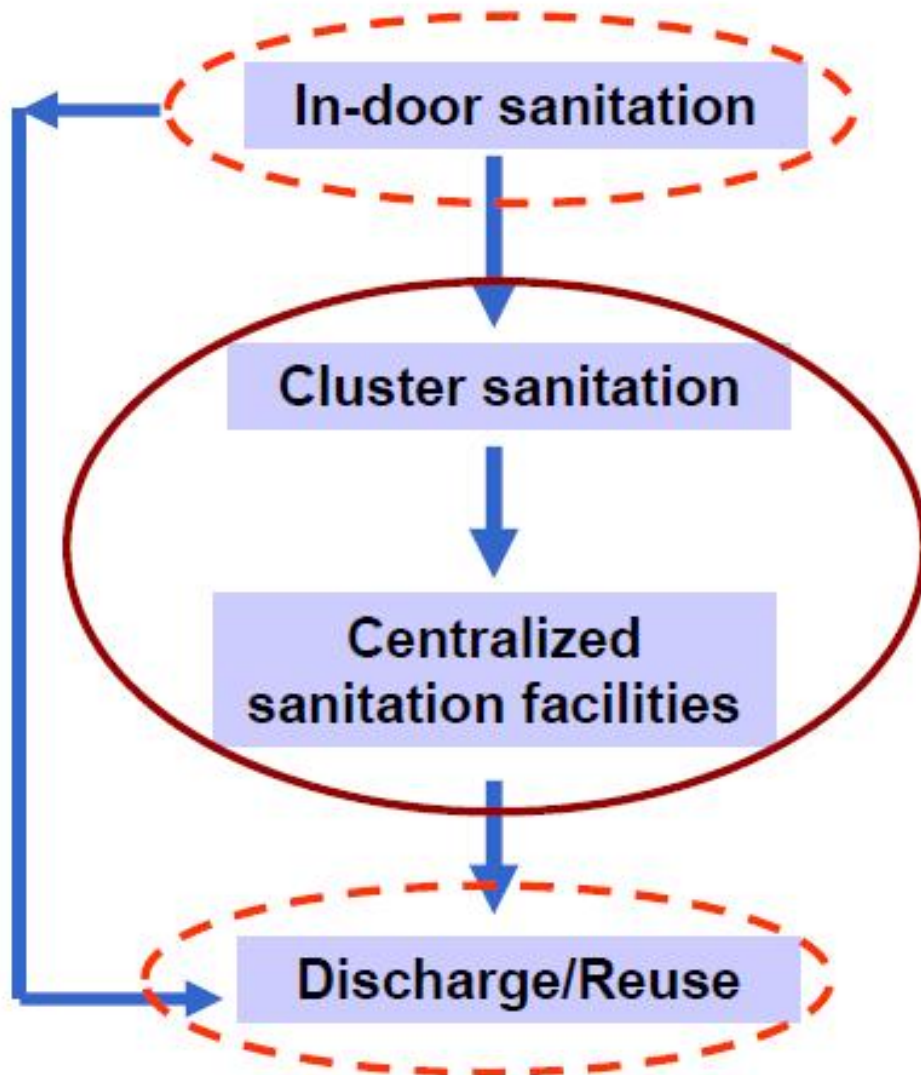 In-door sanitation
Cluster sanitation
Centralized
sanitation facilities
Discharge/Reuse